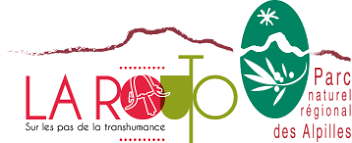 LA ROUTO
Sur les pas de la transhumance
Parc
naturel
régional
des Alpilles